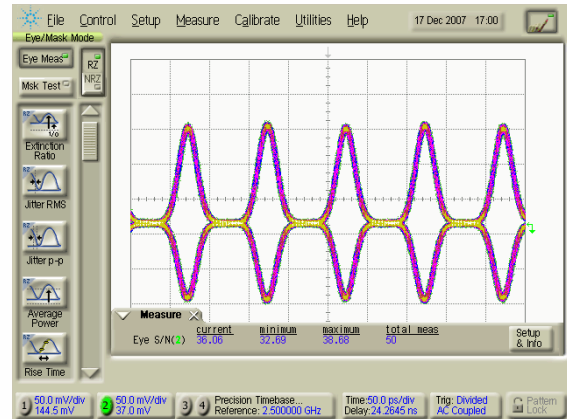 File Control Setup Measure Calibrate Utilities Help 17 Dec 2007 17:00
Eye/Mask Mode
Eye Meas
RZ
Msk Test
NRZ
Extinction
Ratio
Jitter RMS
Jitter p-p
Average
Power
Rise Time
Measure
current minimum maximum total meas
Eye S/N(2) 36.06 32.69 38.68 50
Setup
& Info
1) 50.0 mV/div
144.5 mV
2) 50.0 mV/div
37.0 mV
3) 4)
Precision Timebase...
Reference: 2.500000 GHz
Time:50.0 ps/div
Delay:24.2645 ns
Trig: Divided
AC Coupled
Pattern
Lock